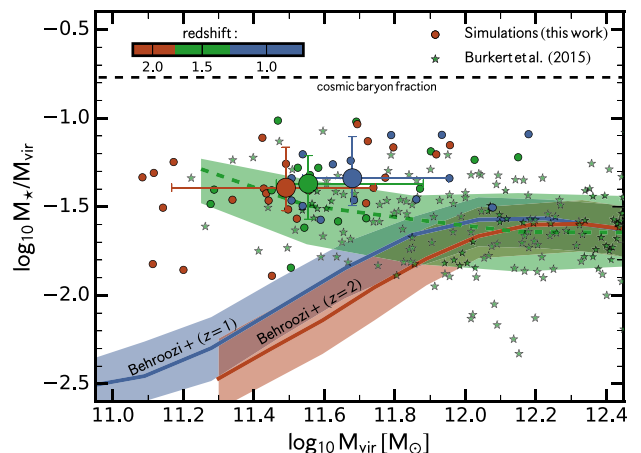 redshift :
2.0 1.5 1.0
Simulations (this work)
Burkert et al. (2015)
cosmic baryon fraction
Behroozi+ (z=1)
Behroozi+ (z=2)
−0.4
−1.0
−1.5
−2.0
−2.5
log₁₀ M⋆/Mvir
11.0 11.2 11.4 11.6 11.8 12.0 12.2 12.4
log₁₀ Mvir [M⊙]